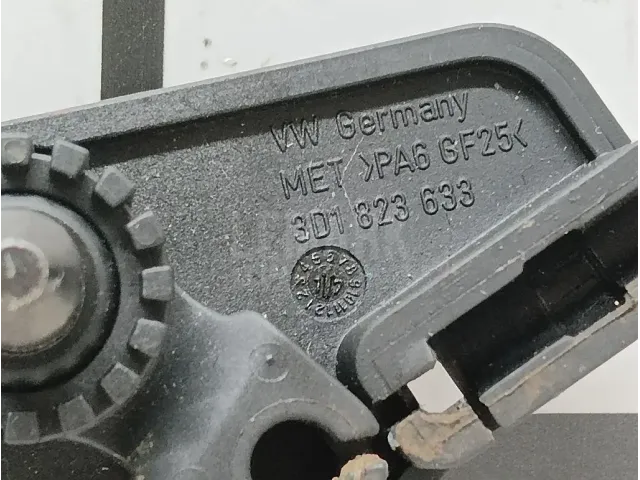 VW Germany
MET >PA6 GF25<
3D1 823 633